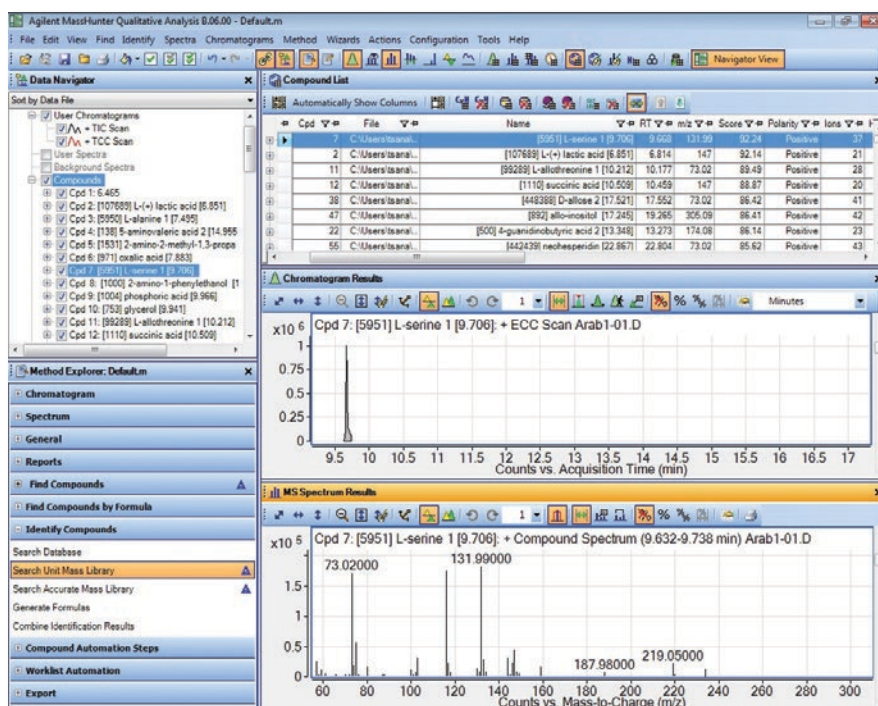 Agilent MassHunter Qualitative Analysis B.06.00 - Default.m
File Edit View Find Identify Spectra Chromatograms Method Wizards Actions Configuration Tools Help
Navigator View
Data Navigator
Sort by Data File
User Chromatograms
+ TIC Scan
+ TCC Scan
User Spectra
Background Spectra
Compounds
Cpd 1: 6.465
Cpd 2: [107689] L-(+) lactic acid [6.851]
Cpd 3: [5950] L-alanine 1 [7.495]
Cpd 4: [138] 5-aminovaleric acid 2 [14.955
Cpd 5: [1531] 2-amino-2-methyl-1,3-propa
Cpd 6: [971] oxalic acid [7.883]
Cpd 7: [5951] L-serine 1 [9.706]
Cpd 8: [1000] 2-amino-1-phenylethanol [1
Cpd 9: [1004] phosphoric acid [9.966]
Cpd 10: [753] glycerol [9.941]
Cpd 11: [99289] L-allothreonine 1 [10.212]
Cpd 12: [1110] succinic acid [10.509]
Method Explorer: Default.m
Chromatogram
Spectrum
General
Reports
Find Compounds
Find Compounds by Formula
Identify Compounds
Search Database
Search Unit Mass Library
Search Accurate Mass Library
Generate Formulas
Combine Identification Results
Compound Automation Steps
Worklist Automation
Export
Compound List
Automatically Show Columns
Cpd File Name RT m/z Score Polarity Ions
7 C:\Users\tsanal... [5951] L-serine 1 [9.706] 9.668 131.99 92.24 Positive 37
2 C:\Users\tsanal... [107689] L-(+) lactic acid [6.851] 6.814 147 92.14 Positive 21
11 C:\Users\tsanal... [99289] L-allothreonine 1 [10.212] 10.177 73.02 89.49 Positive 28
12 C:\Users\tsanal... [1110] succinic acid [10.509] 10.459 147 88.87 Positive 20
38 C:\Users\tsanal... [448388] D-allose 2 [17.521] 17.552 73.02 86.42 Positive 41
47 C:\Users\tsanal... [892] allo-inositol [17.245] 19.265 305.09 86.41 Positive 42
22 C:\Users\tsanal... [500] 4-guanidinobutyric acid 2 [13.348] 13.273 174.08 86.14 Positive 23
55 C:\Users\tsanal... [442439] neohesperidin [22.867] 22.804 73.02 85.62 Positive 43
Chromatogram Results
1 Minutes
x10 6 Cpd 7: [5951] L-serine 1 [9.706]: + ECC Scan Arab1-01.D
1
0.75
0.5
0.25
0
9.5 10 10.5 11 11.5 12 12.5 13 13.5 14 14.5 15 15.5 16 16.5 17
Counts vs. Acquisition Time (min)
MS Spectrum Results
1
x10 5 Cpd 7: [5951] L-serine 1 [9.706]: + Compound Spectrum (9.632-9.738 min) Arab1-01.D
73.02000 131.99000
1.5
1
0.5
187.98000 219.05000
0
60 80 100 120 140 160 180 200 220 240 260 280 300
Counts vs. Mass-to-Charge (m/z)